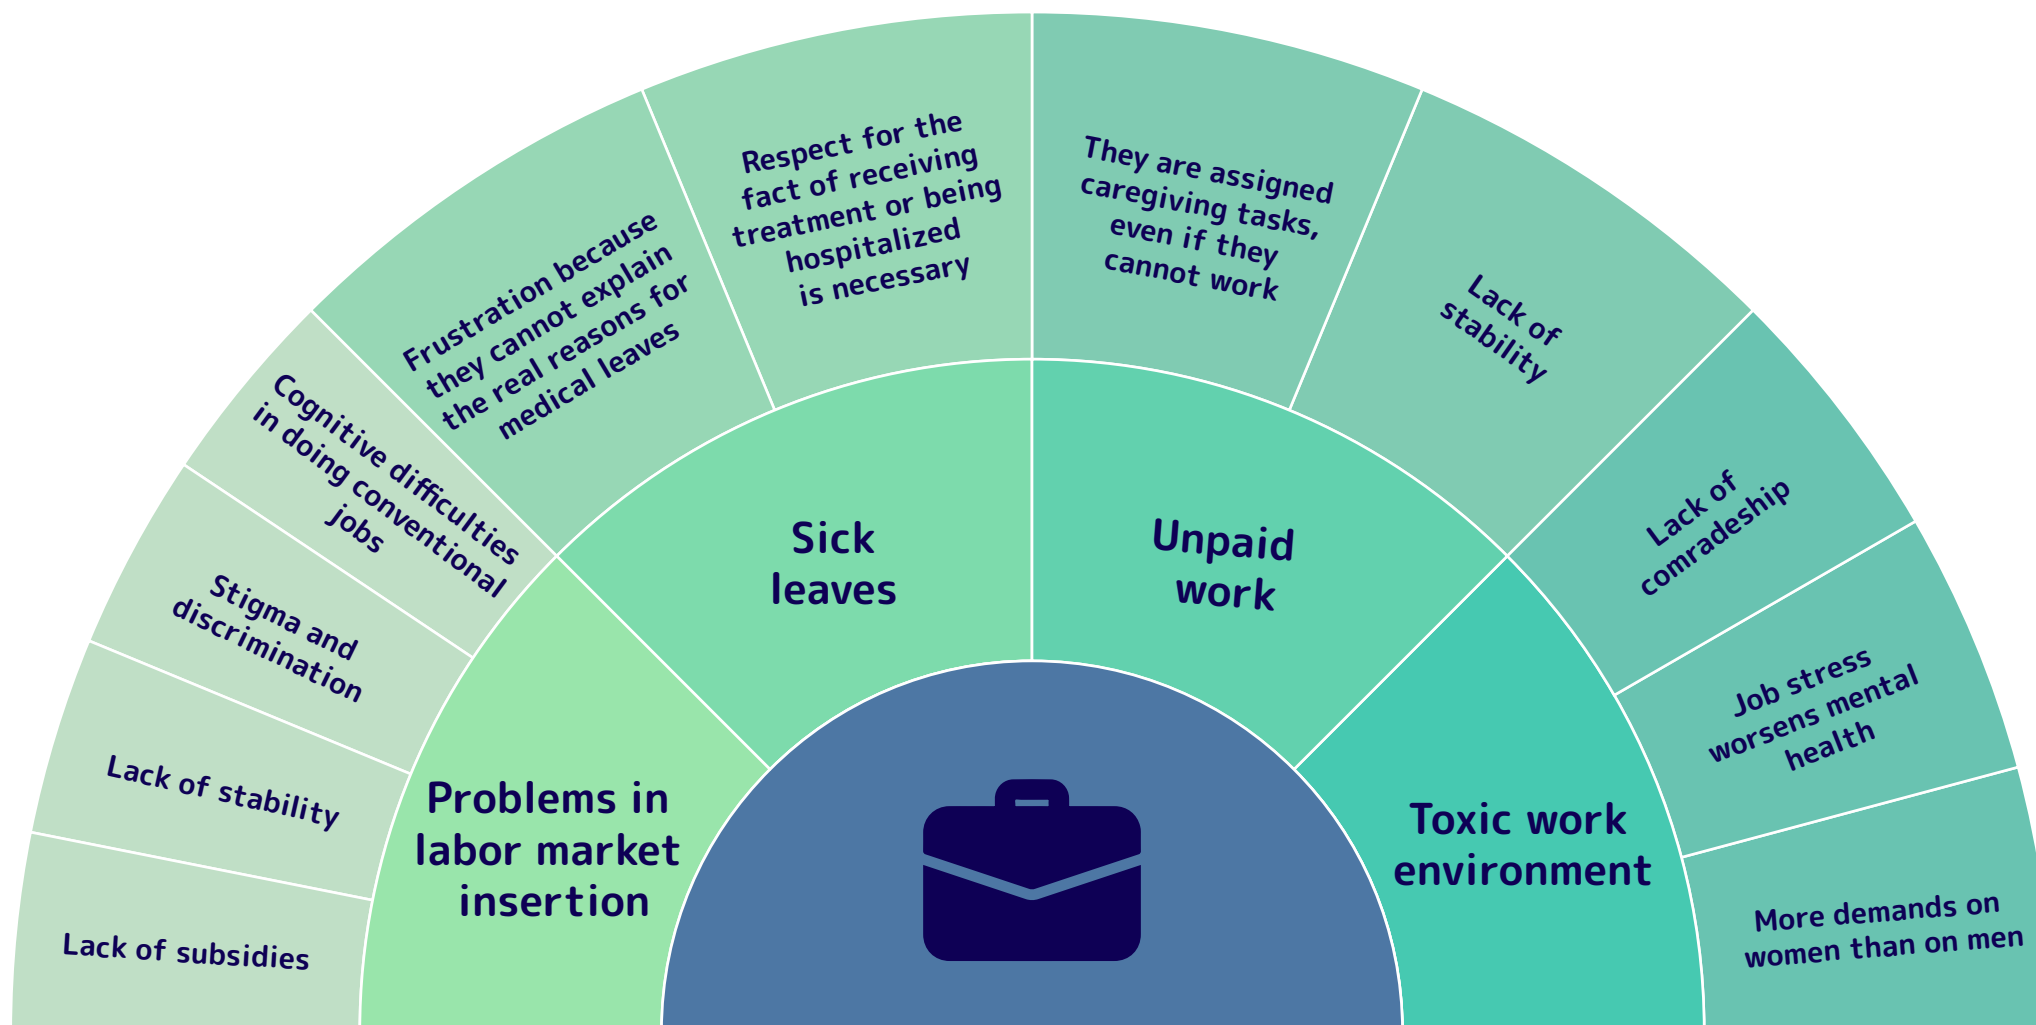 Respect for the
fact of receiving
treatment or being
hospitalized
is necessary
They are assigned
caregiving tasks,
even if they
cannot work
Frustration because
they cannot explain
the real reasons for
medical leaves
Lack of
stability
Cognitive difficulties
in doing conventional
jobs
Lack of
comradeship
Stigma and
discrimination
Job stress
worsens mental
health
Lack of stability
More demands on
women than on men
Lack of subsidies
Sick
leaves
Unpaid
work
Problems in
labor market
insertion
Toxic work
environment